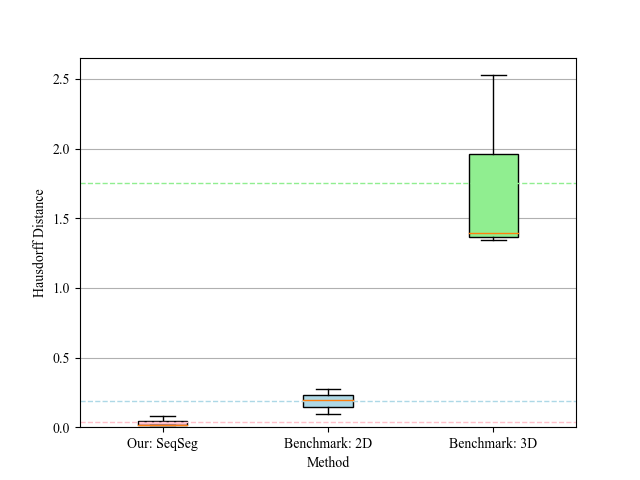 2.5
2.0
1.5
1.0
0.5
0.0
Hausdorff Distance
Our: SeqSeg
Benchmark: 2D
Benchmark: 3D
Method